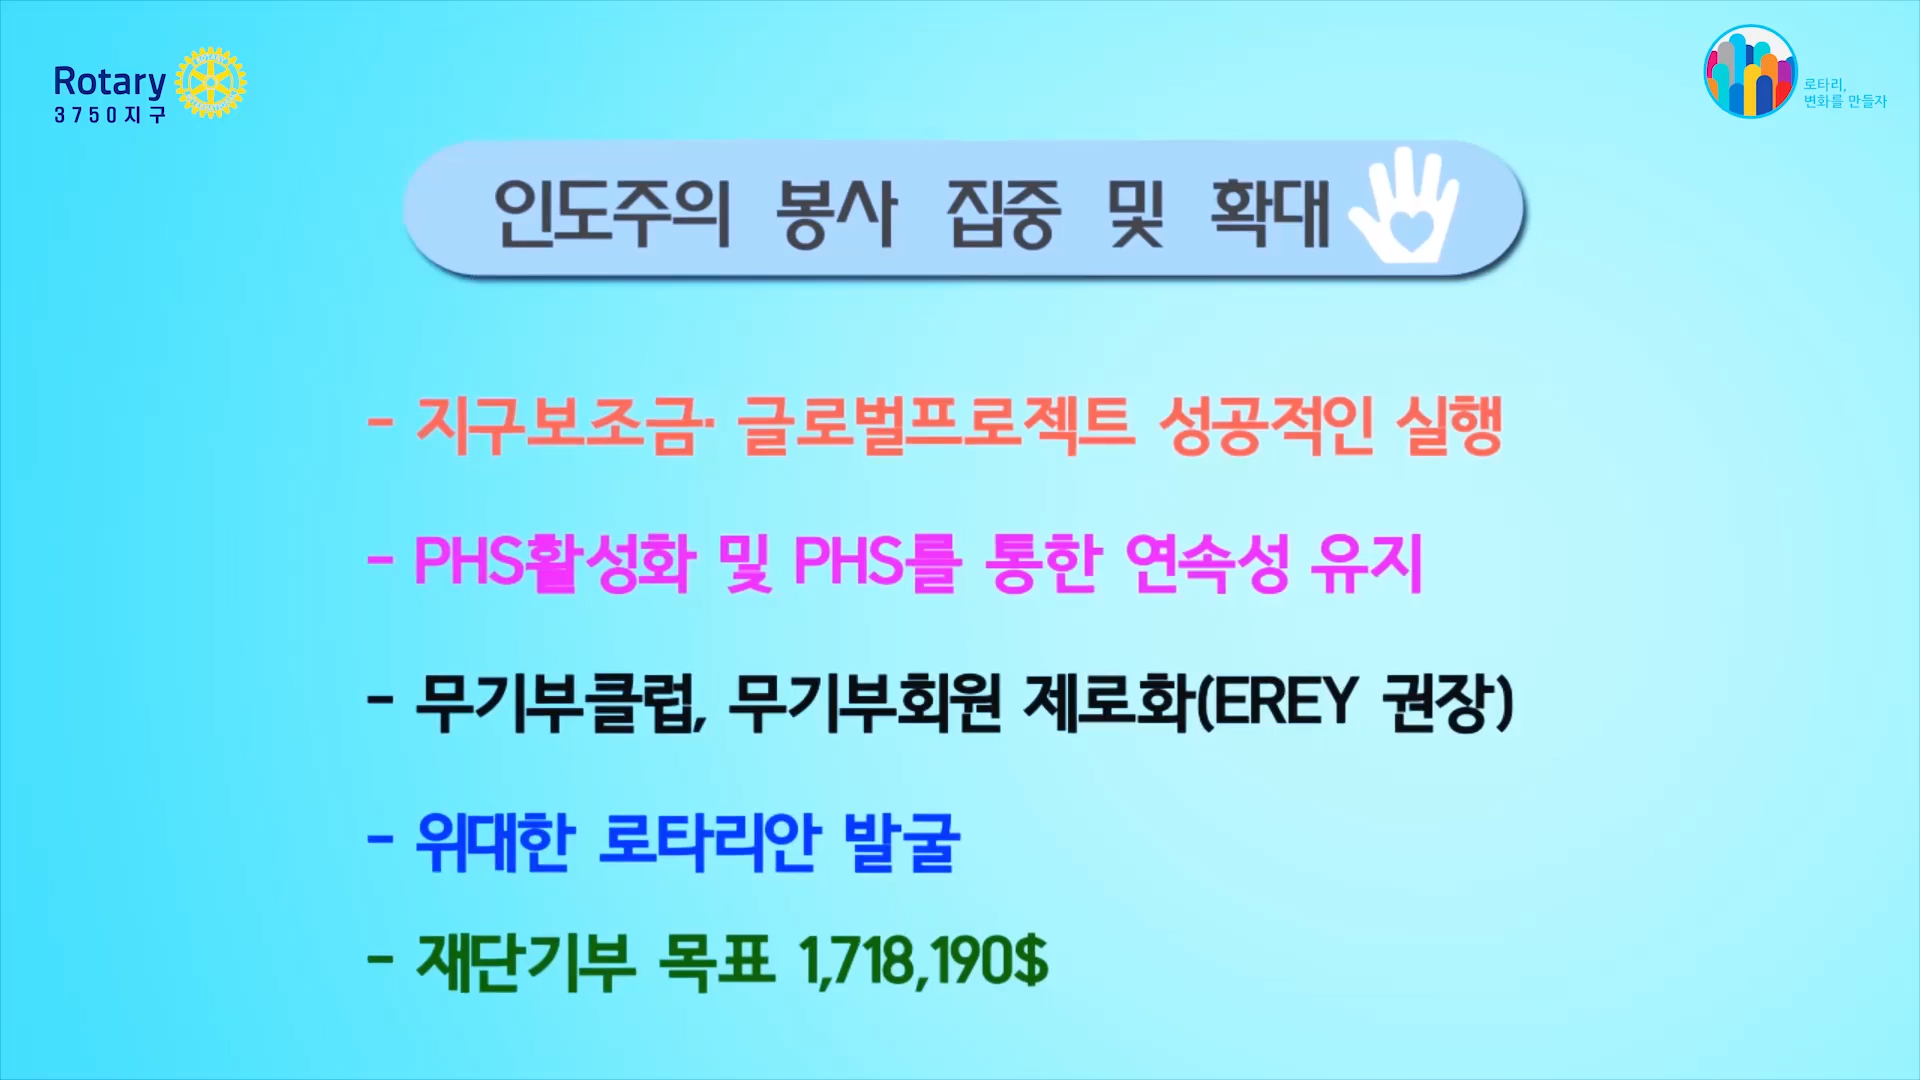 Rotary
3750지구
ROTARY
INTERNATIONAL
로타리,
변화를 만들자
인도주의 봉사 집중 및 확대
- 지구보조금· 글로벌프로젝트 성공적인 실행
- PHS활성화 및 PHS를 통한 연속성 유지
- 무기부클럽, 무기부회원 제로화(EREY 권장)
- 위대한 로타리안 발굴
- 재단기부 목표 1,718,190$